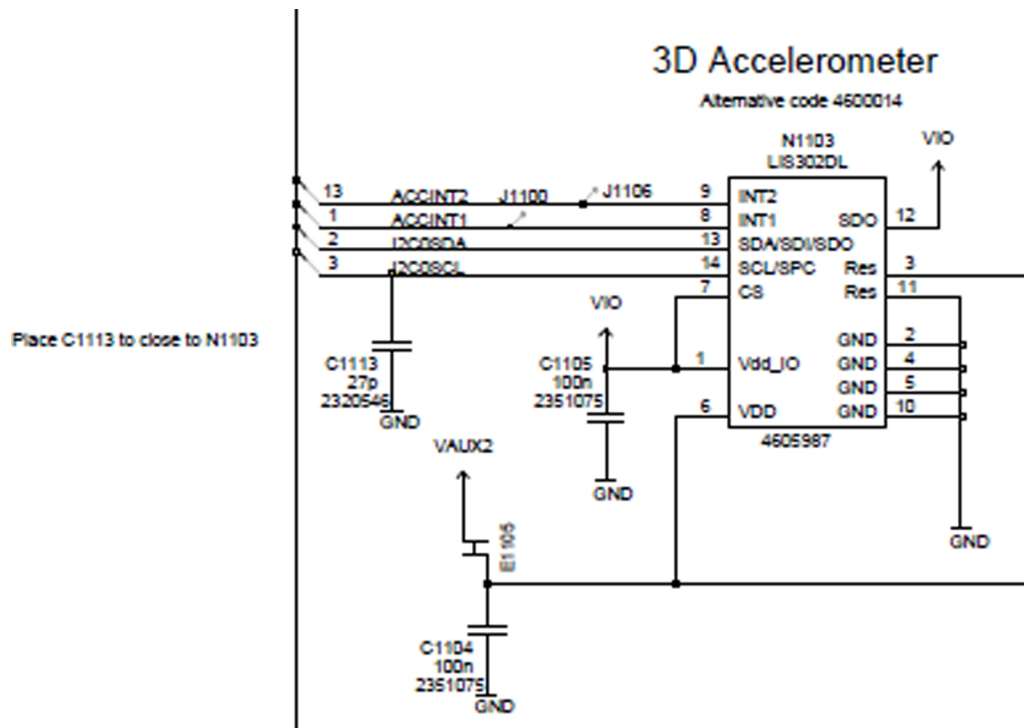 3D Accelerometer
Alternative code 4600014
N1103
LIS302DL
VIO
13 ACCINT2 J1106 9 INT2
1 ACCINT1 J1100 8 INT1 SDO 12
2 I2C0SDA 13 SDA/SDI/SDO
3 I2C0SCL 14 SCL/SPC Res 3
7 CS Res 11
VIO
Place C1113 to close to N1103
GND 2
C1113
27p
2320546
GND
C1105
100n
2351075
GND
1 Vdd_IO GND 4
GND 5
6 VDD GND 10
4605987
VAUX2
GND
E1105
C1104
100n
2351075
GND